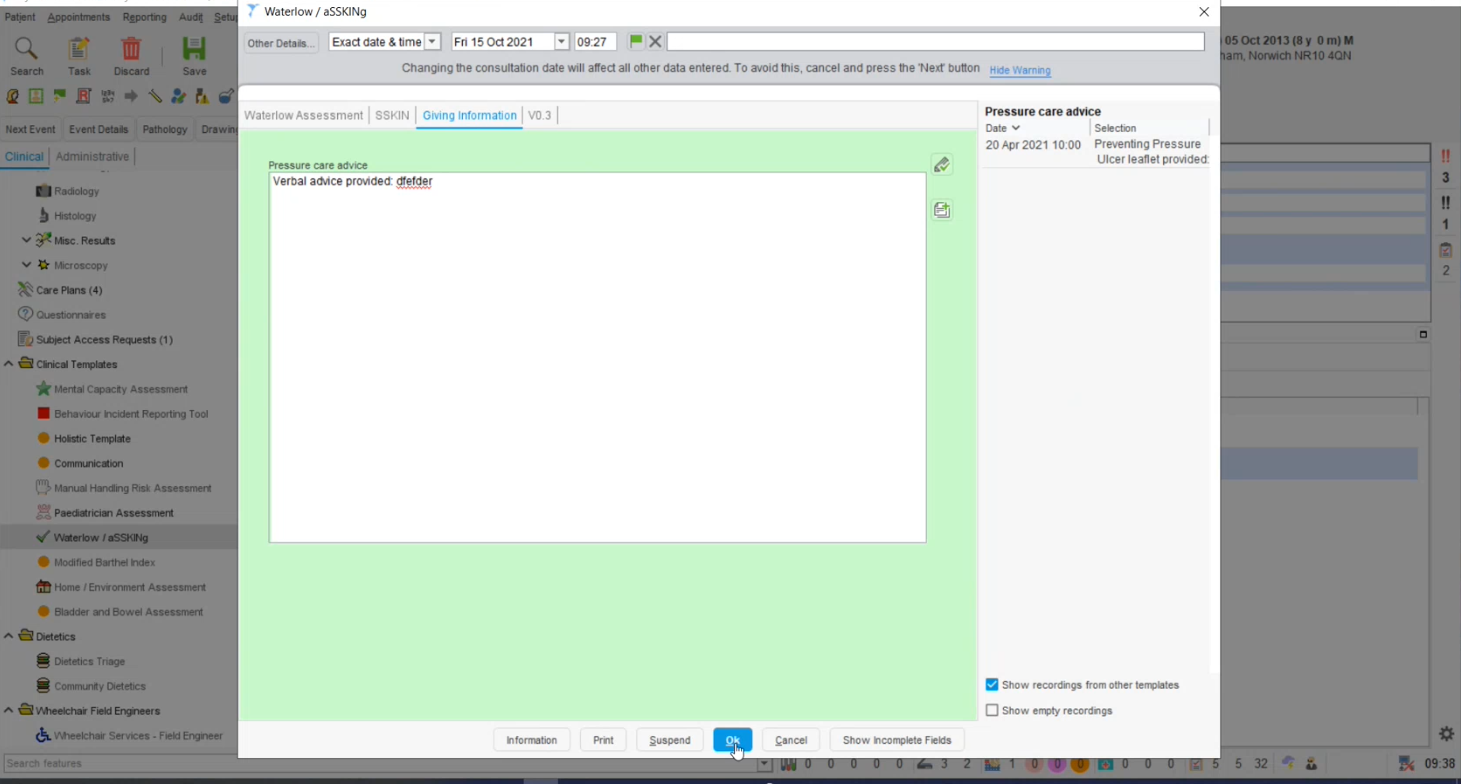 Waterlow / aSSKINg
Patient Appointments Reporting Audit Setu
Search Task Discard Save
Other Details... Exact date & time Fri 15 Oct 2021 09:27
Changing the consultation date will affect all other data entered. To avoid this, cancel and press the 'Next' button Hide Warning
05 Oct 2013 (8 y 0 m) M
ham, Norwich NR10 4QN
Next Event Event Details Pathology Drawing
Clinical Administrative
Radiology
Histology
Misc. Results
Microscopy
Care Plans (4)
Questionnaires
Subject Access Requests (1)
Clinical Templates
Mental Capacity Assessment
Behaviour Incident Reporting Tool
Holistic Template
Communication
Manual Handling Risk Assessment
Paediatrician Assessment
Waterlow / aSSKINg
Modified Barthel Index
Home / Environment Assessment
Bladder and Bowel Assessment
Dietetics
Dietetics Triage
Community Dietetics
Wheelchair Field Engineers
Wheelchair Services - Field Engineer
Search features
Waterlow Assessment SSKIN Giving Information V0.3
Pressure care advice
Verbal advice provided: dfefder
Pressure care advice
Date Selection
20 Apr 2021 10:00 Preventing Pressure
Ulcer leaflet provided:
Show recordings from other templates
Show empty recordings
Information Print Suspend Ok Cancel Show Incomplete Fields
!!
3
!!
1
2
0 0 0 0 0 3 2 1 0 0 0 0 0 0 0 5 5 32 09:38